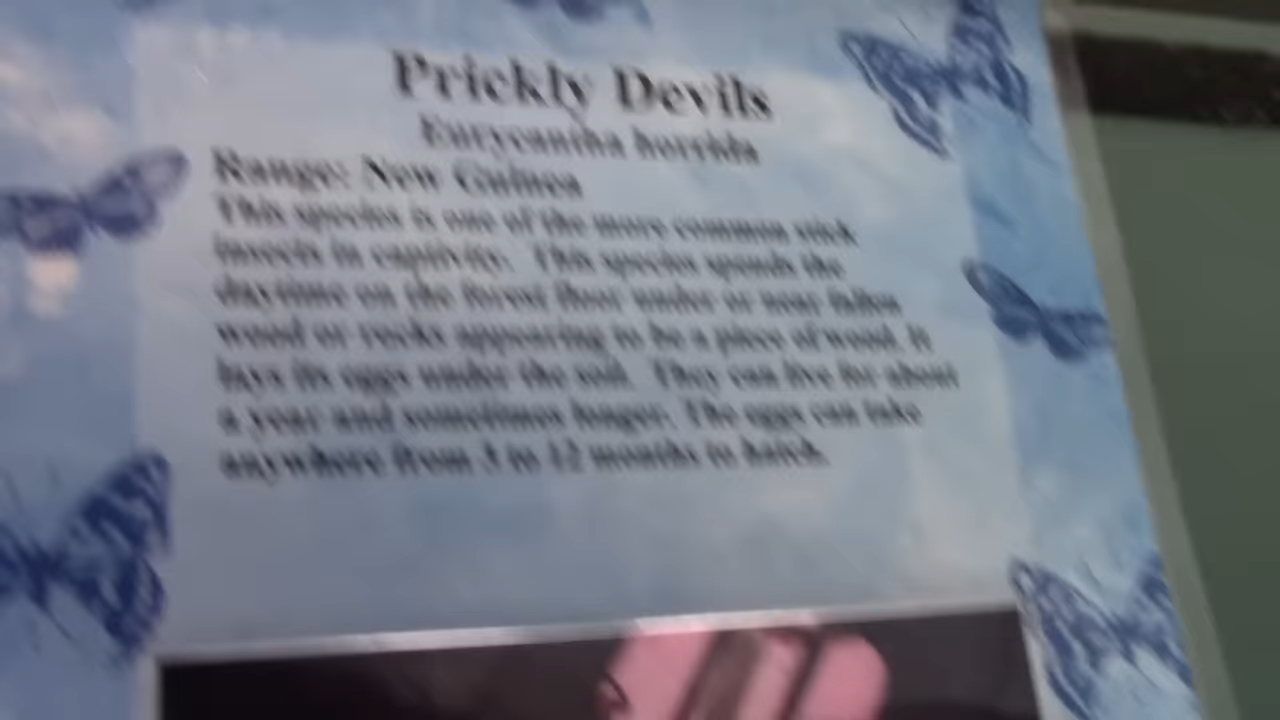 Prickly Devils
Eurycantha horrida
Range: New Guinea
This species is one of the more common stick
insects in captivity. This species spends the
daytime on the forest floor under or near fallen
wood or rocks appearing to be a piece of wood. It
lays its eggs under the soil. They can live for about
a year and sometimes longer. The eggs can take
anywhere from 3 to 12 months to hatch.